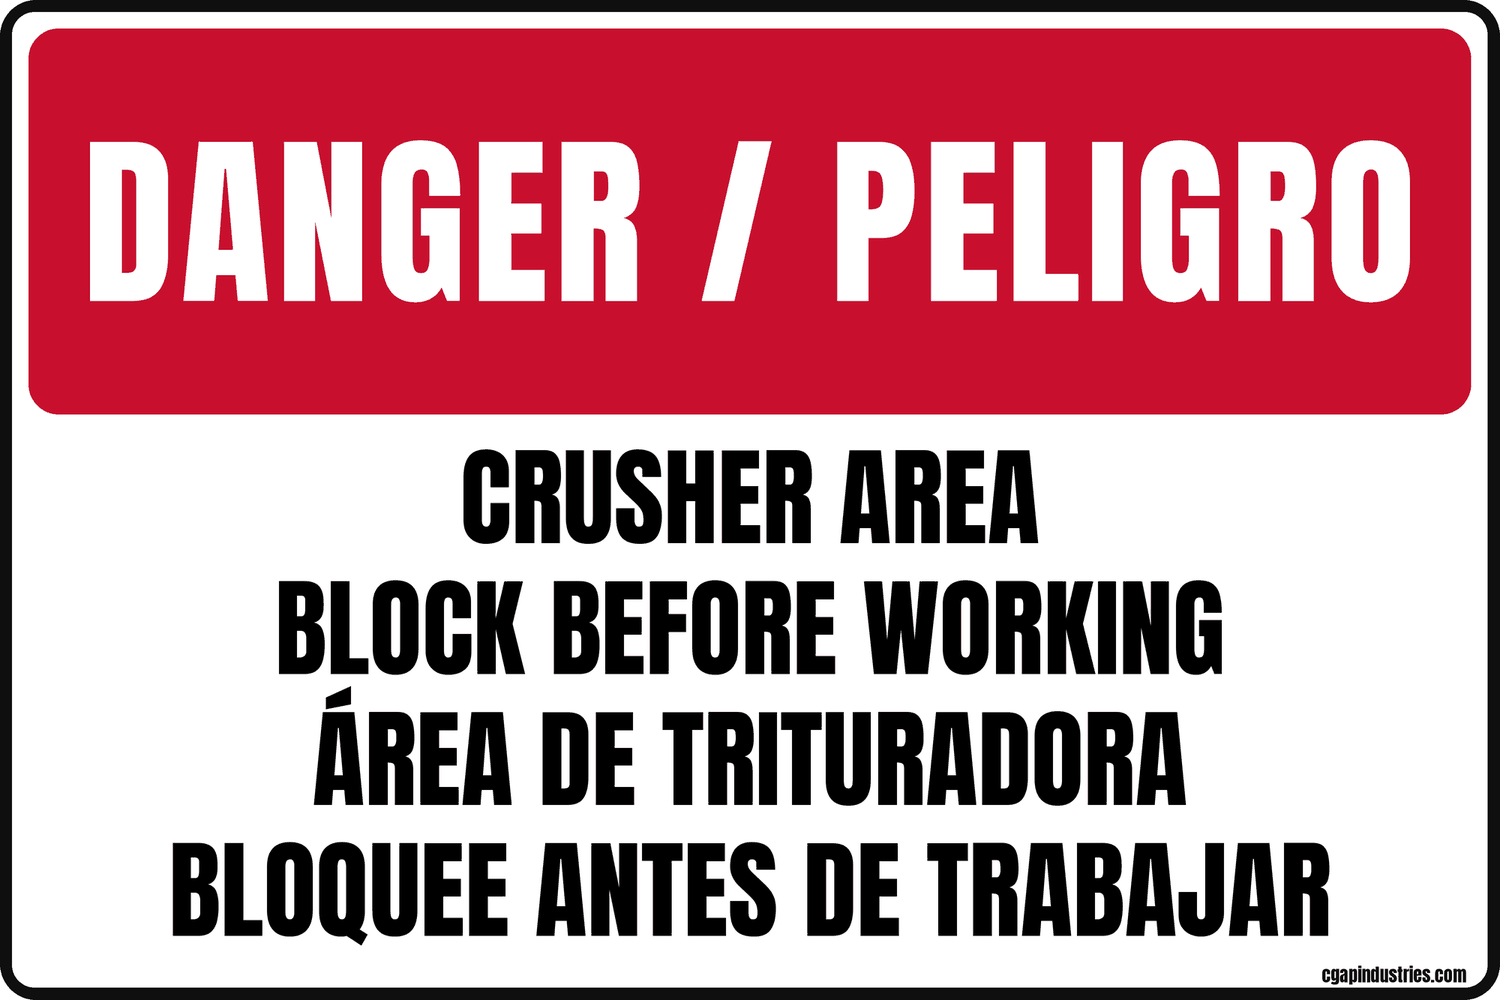 DANGER / PELIGRO
CRUSHER AREA
BLOCK BEFORE WORKING
ÁREA DE TRITURADORA
BLOQUEE ANTES DE TRABAJAR
cgapindustries.com